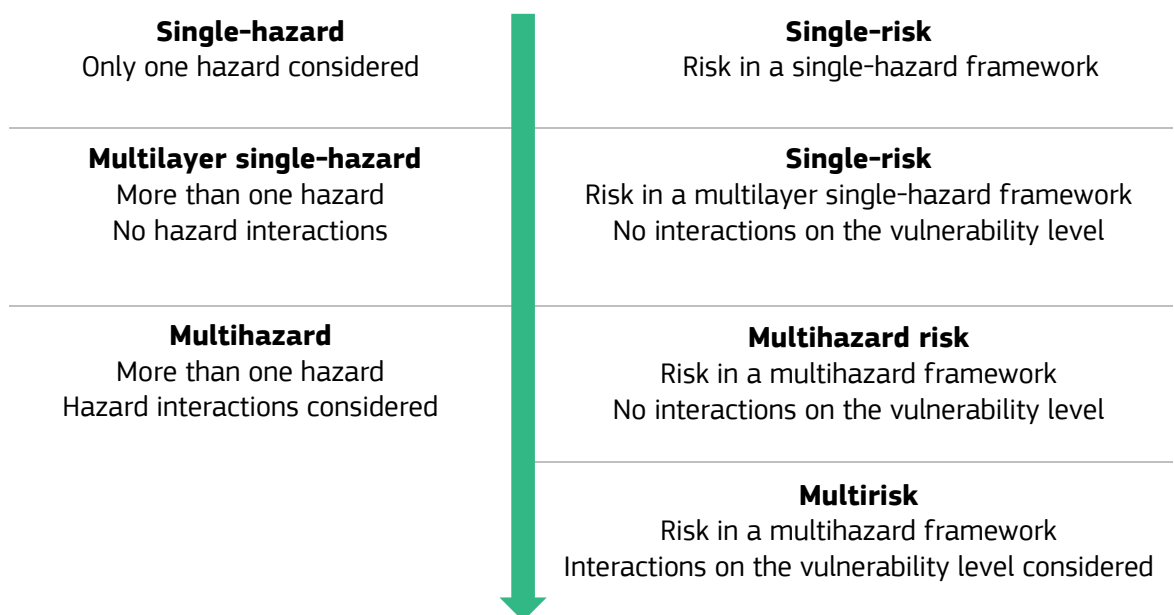 Single-hazard
Only one hazard considered
Single-risk
Risk in a single-hazard framework
Multilayer single-hazard
More than one hazard
No hazard interactions
Single-risk
Risk in a multilayer single-hazard framework
No interactions on the vulnerability level
Multihazard
More than one hazard
Hazard interactions considered
Multihazard risk
Risk in a multihazard framework
No interactions on the vulnerability level
Multirisk
Risk in a multihazard framework
Interactions on the vulnerability level considered